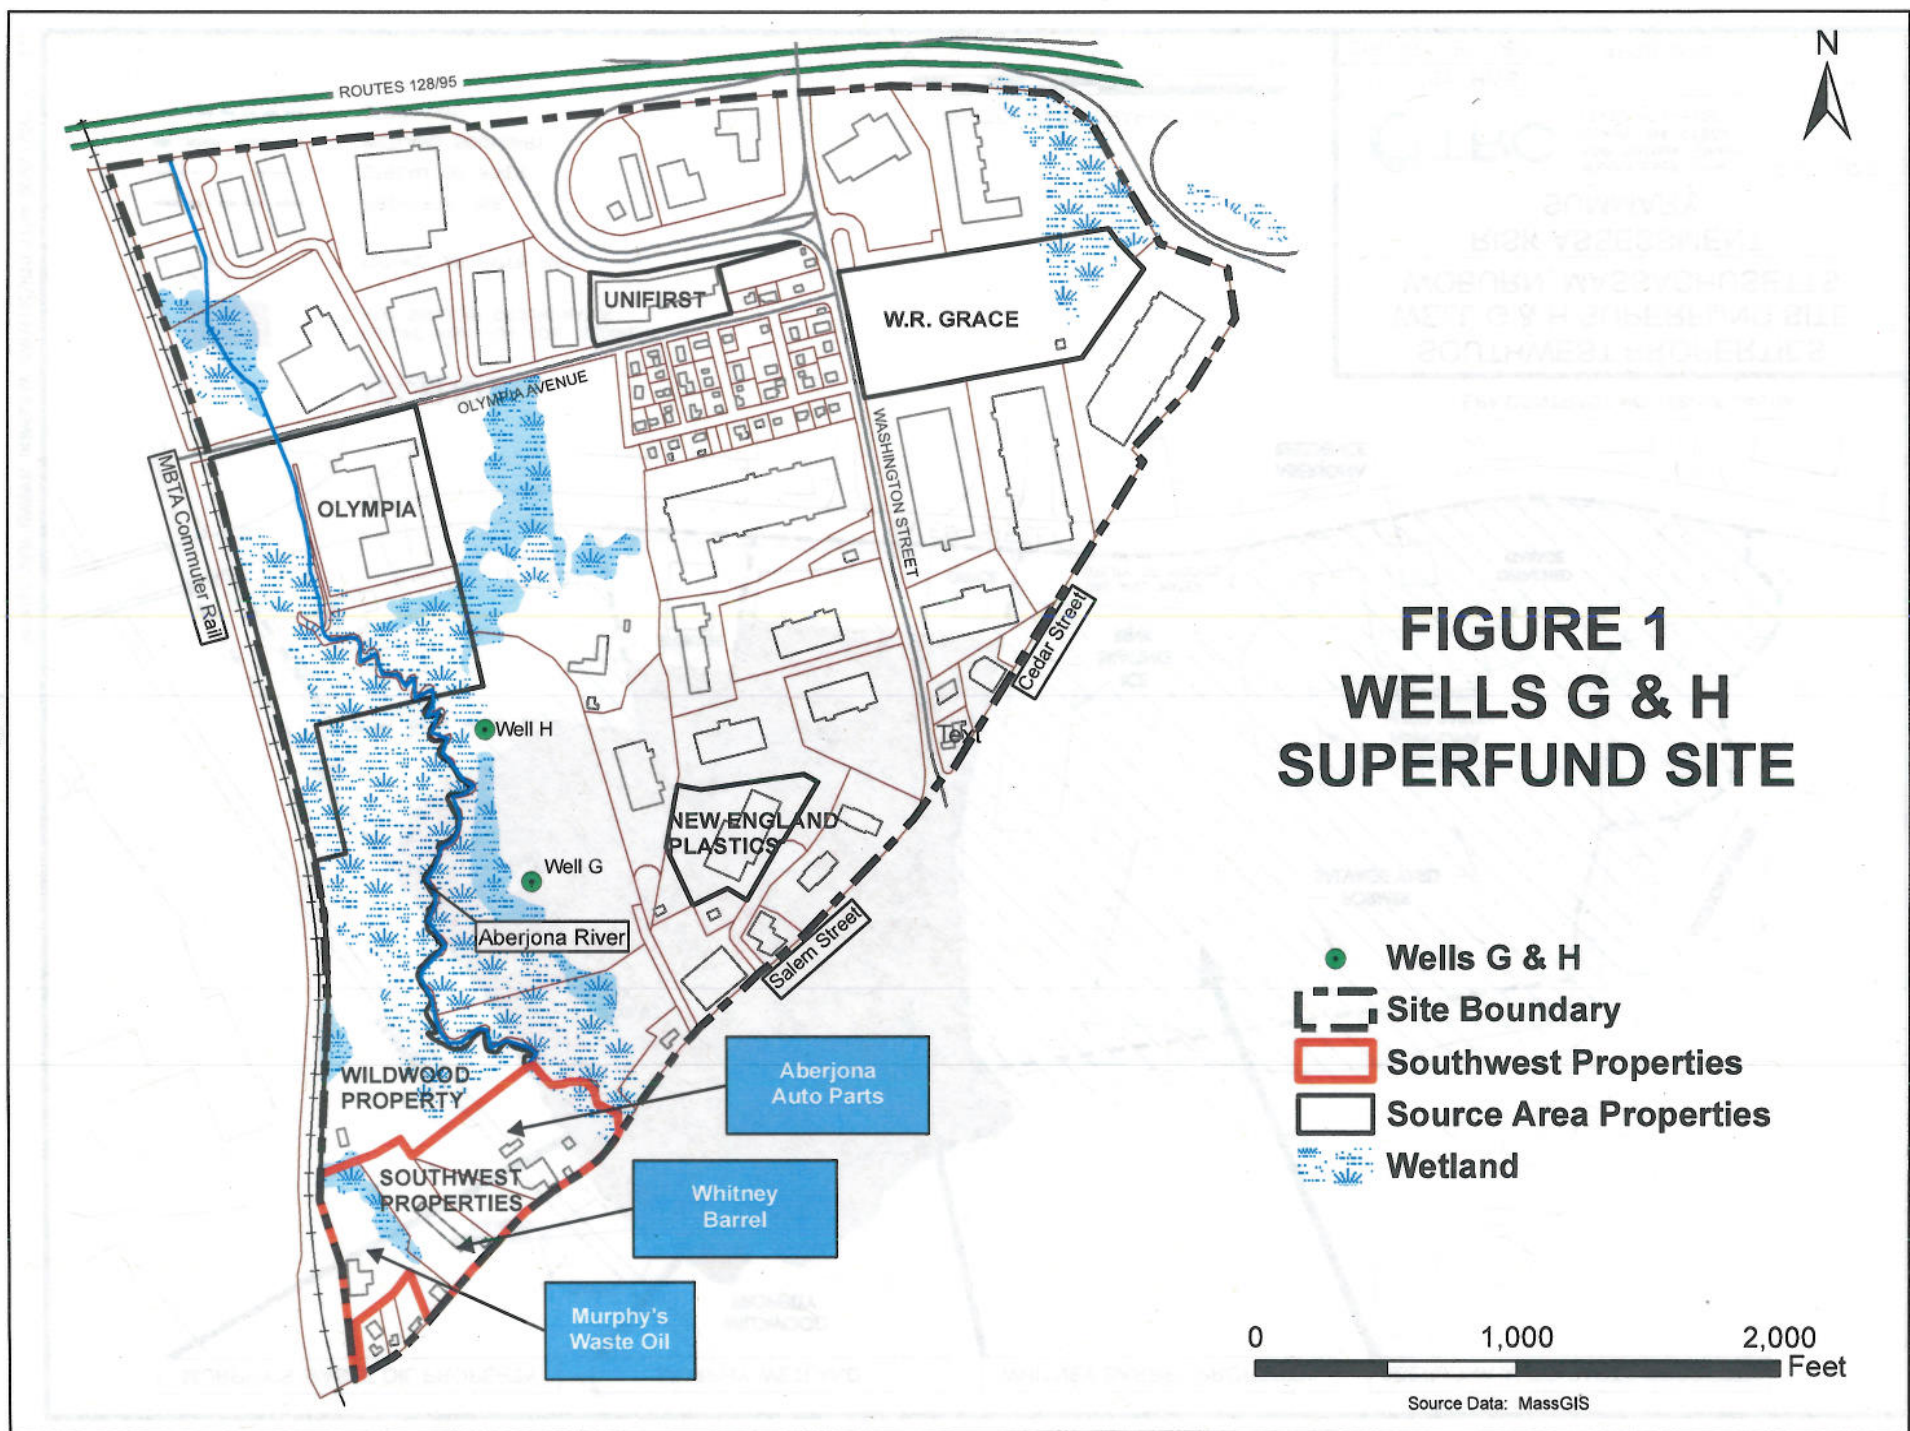 N
ROUTES 128/95
UNIFIRST
W.R. GRACE
OLYMPIA AVENUE
MBTA Commuter Rail
OLYMPIA
WASHINGTON STREET
Cedar Street
Well H
Text
NEW ENGLAND
PLASTICS
Well G
Aberjona River
Salem Street
WILDWOOD
PROPERTY
Aberjona
Auto Parts
SOUTHWEST
PROPERTIES
Whitney
Barrel
Murphy's
Waste Oil
FIGURE 1
WELLS G & H
SUPERFUND SITE
Wells G & H
Site Boundary
Southwest Properties
Source Area Properties
Wetland
0 1,000 2,000
Feet
Source Data: MassGIS